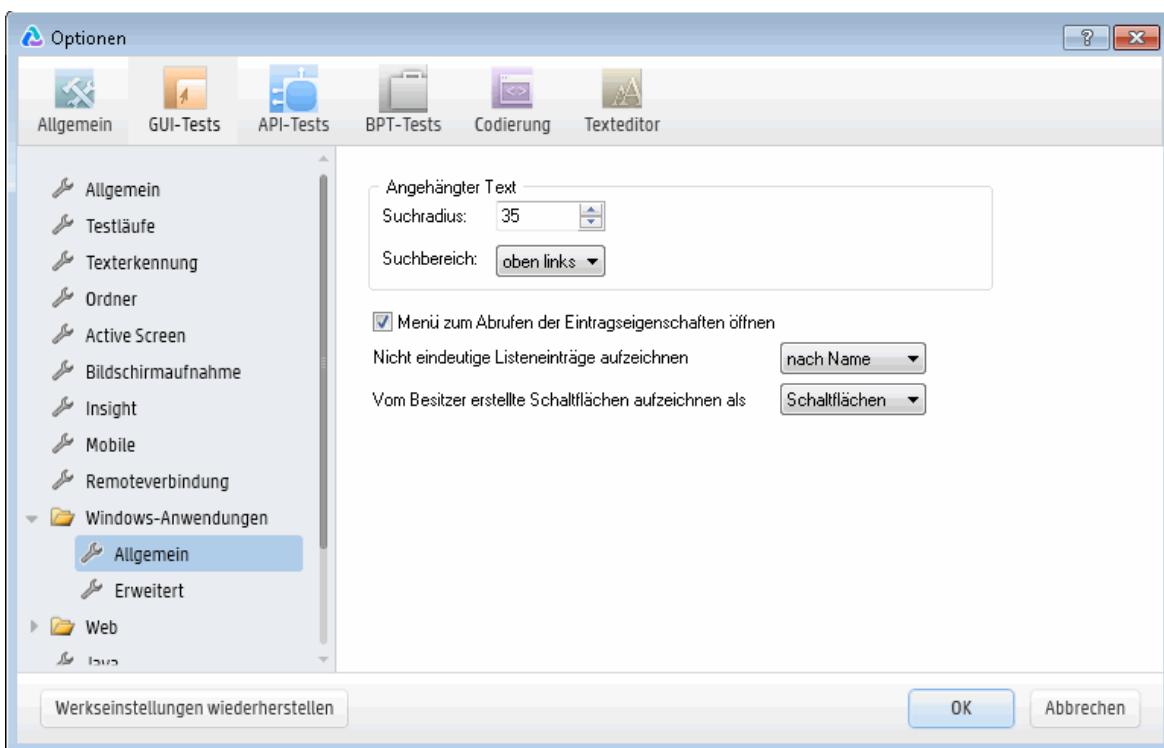 Optionen
Allgemein GUI-Tests API-Tests BPT-Tests Codierung Texteditor
Allgemein
Testläufe
Texterkennung
Ordner
Active Screen
Bildschirmaufnahme
Insight
Mobile
Remoteverbindung
Windows-Anwendungen
Allgemein
Erweitert
Web
Java
Angehängter Text
Suchradius: 35
Suchbereich: oben links
Menü zum Abrufen der Eintragseigenschaften öffnen
Nicht eindeutige Listeneinträge aufzeichnen nach Name
Vom Besitzer erstellte Schaltflächen aufzeichnen als Schaltflächen
Werkseinstellungen wiederherstellen OK Abbrechen